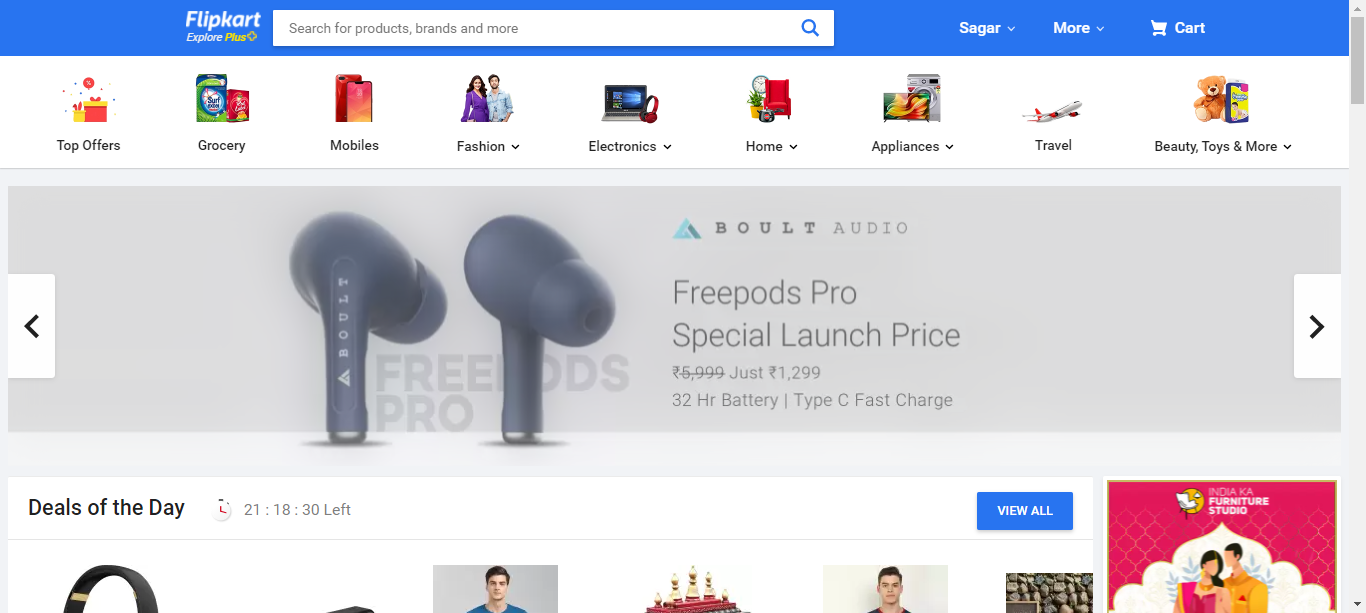 Flipkart
Explore Plus
Search for products, brands and more
Sagar
More
Cart
Top Offers
Grocery
Mobiles
Fashion
Electronics
Home
Appliances
Travel
Beauty, Toys & More
BOULT AUDIO
Freepods Pro
Special Launch Price
₹5,999 Just ₹1,299
32 Hr Battery | Type C Fast Charge
BOULT
FREEPODS
PRO
Deals of the Day
21 : 18 : 30 Left
VIEW ALL
INDIA KA
FURNITURE
STUDIO